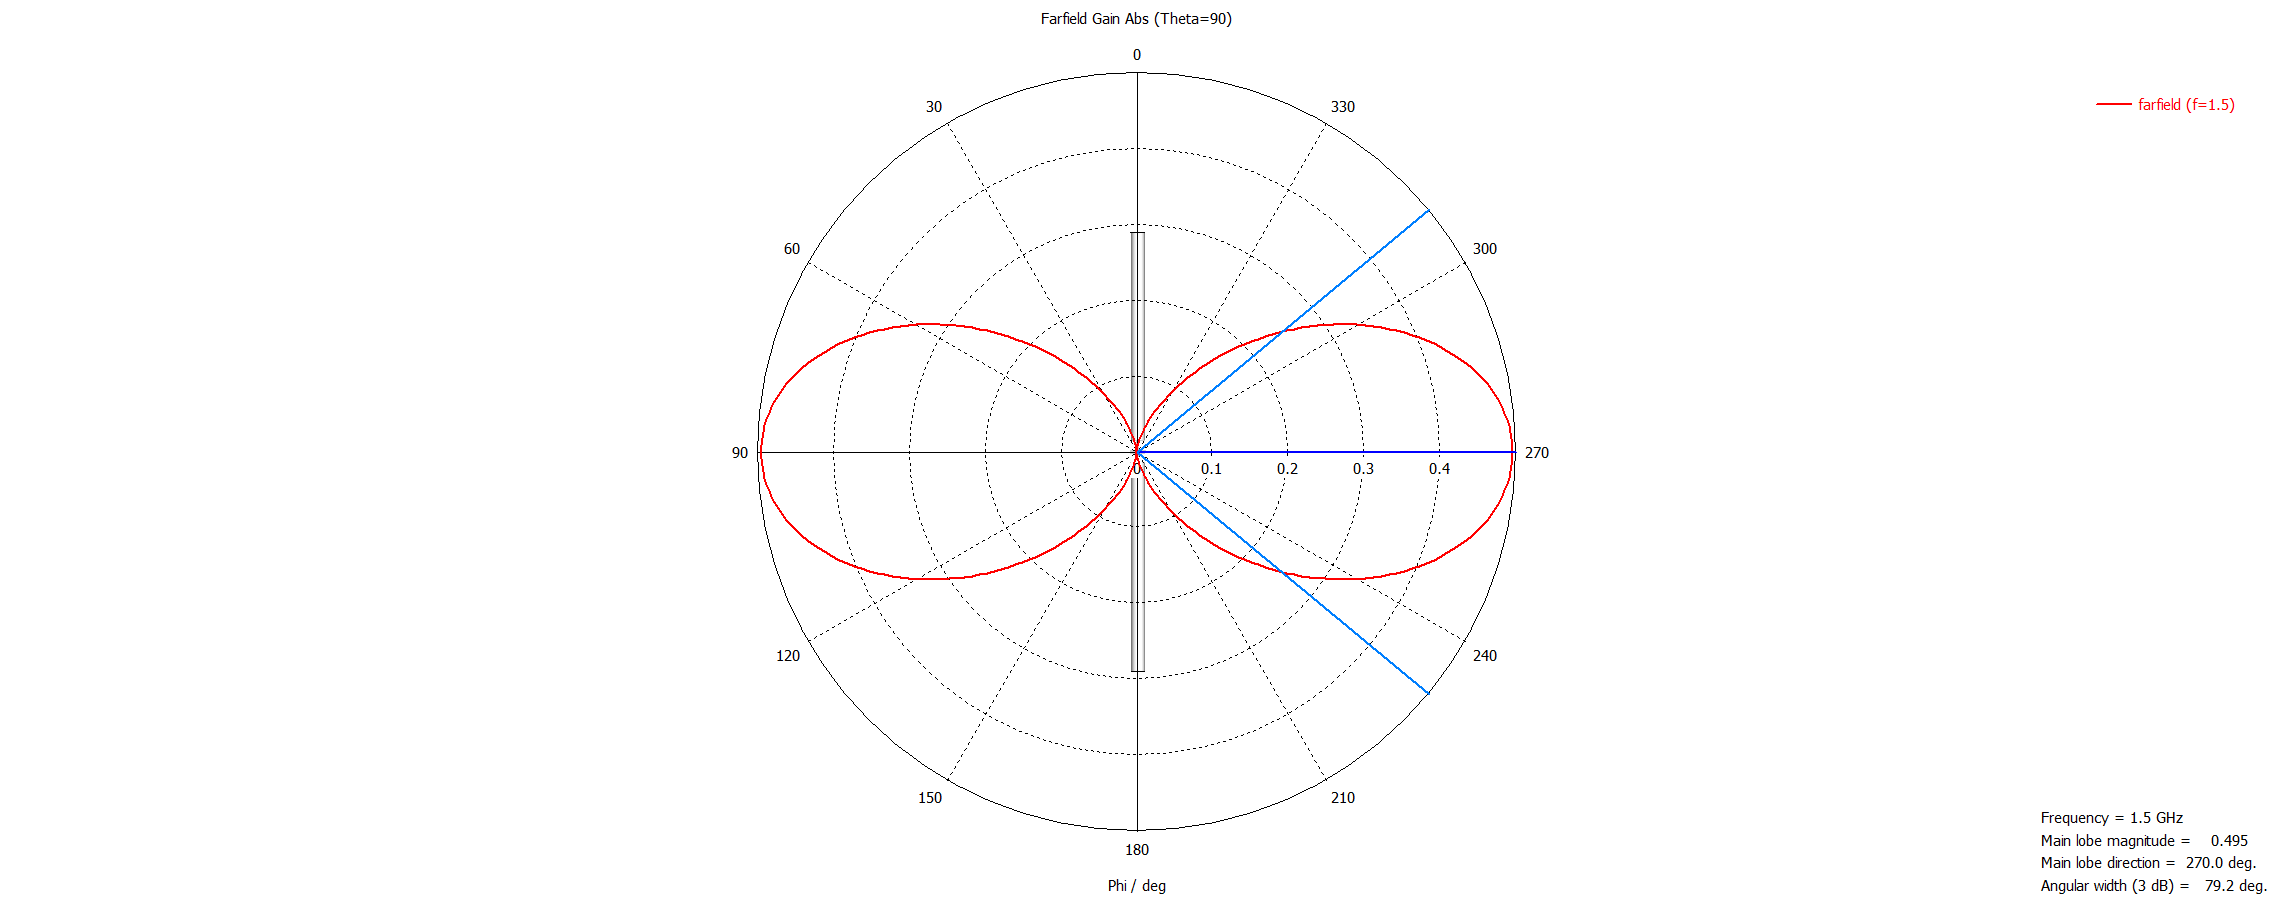 Farfield Gain Abs (Theta=90)
0
30
330
farfield (f=1.5)
60
300
90
270
0
0.1
0.2
0.3
0.4
120
240
150
210
180
Phi / deg
Frequency = 1.5 GHz
Main lobe magnitude = 0.495
Main lobe direction = 270.0 deg.
Angular width (3 dB) = 79.2 deg.